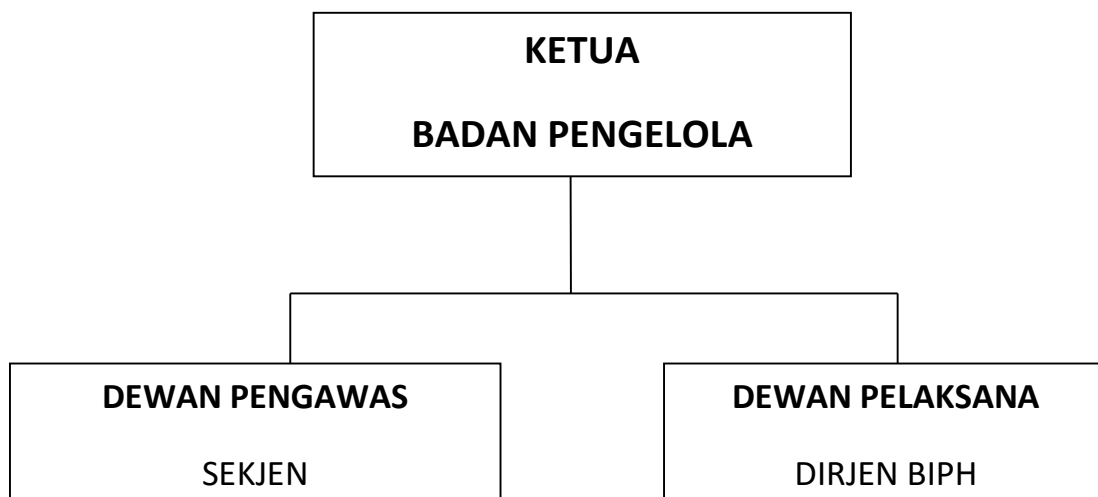 KETUA
BADAN PENGELOLA
DEWAN PENGAWAS
SEKJEN
DEWAN PELAKSANA
DIRJEN BIPH